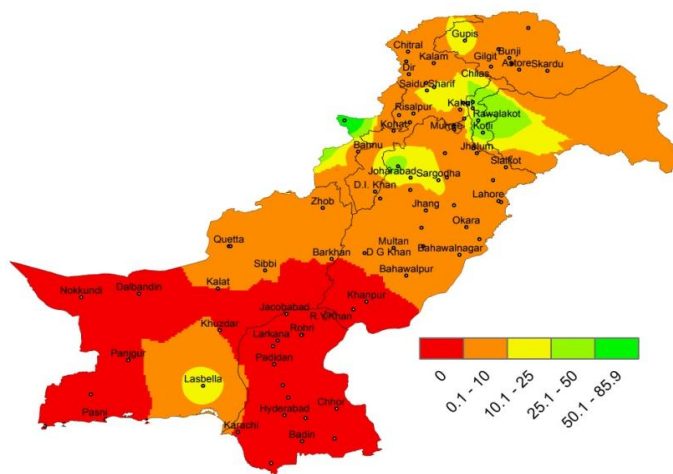 Gupis
Chitral
Bunji
Kalam
Gilgit
Astore
Skardu
Dir
Chilas
Saidu Sharif
Risalpur
Rawalakot
Kohat
Kotli
Bannu
Jhelum
Sialkot
Joharabad
Sargodha
D.I. Khan
Lahore
Zhob
Jhang
Okara
Quetta
Multan
Barkhan
D G Khan
Bahawalnagar
Sibbi
Bahawalpur
Kalat
Dalbandin
Nokkundi
Khanpur
Jacobabad
R.Y.Khan
Khuzdar
Rohri
Larkana
Panjgur
Padidan
Lasbella
Chhor
Pasni
Hyderabad
Karachi
Badin
0
0.1 - 10
10.1 - 25
25.1 - 50
50.1 - 85.9